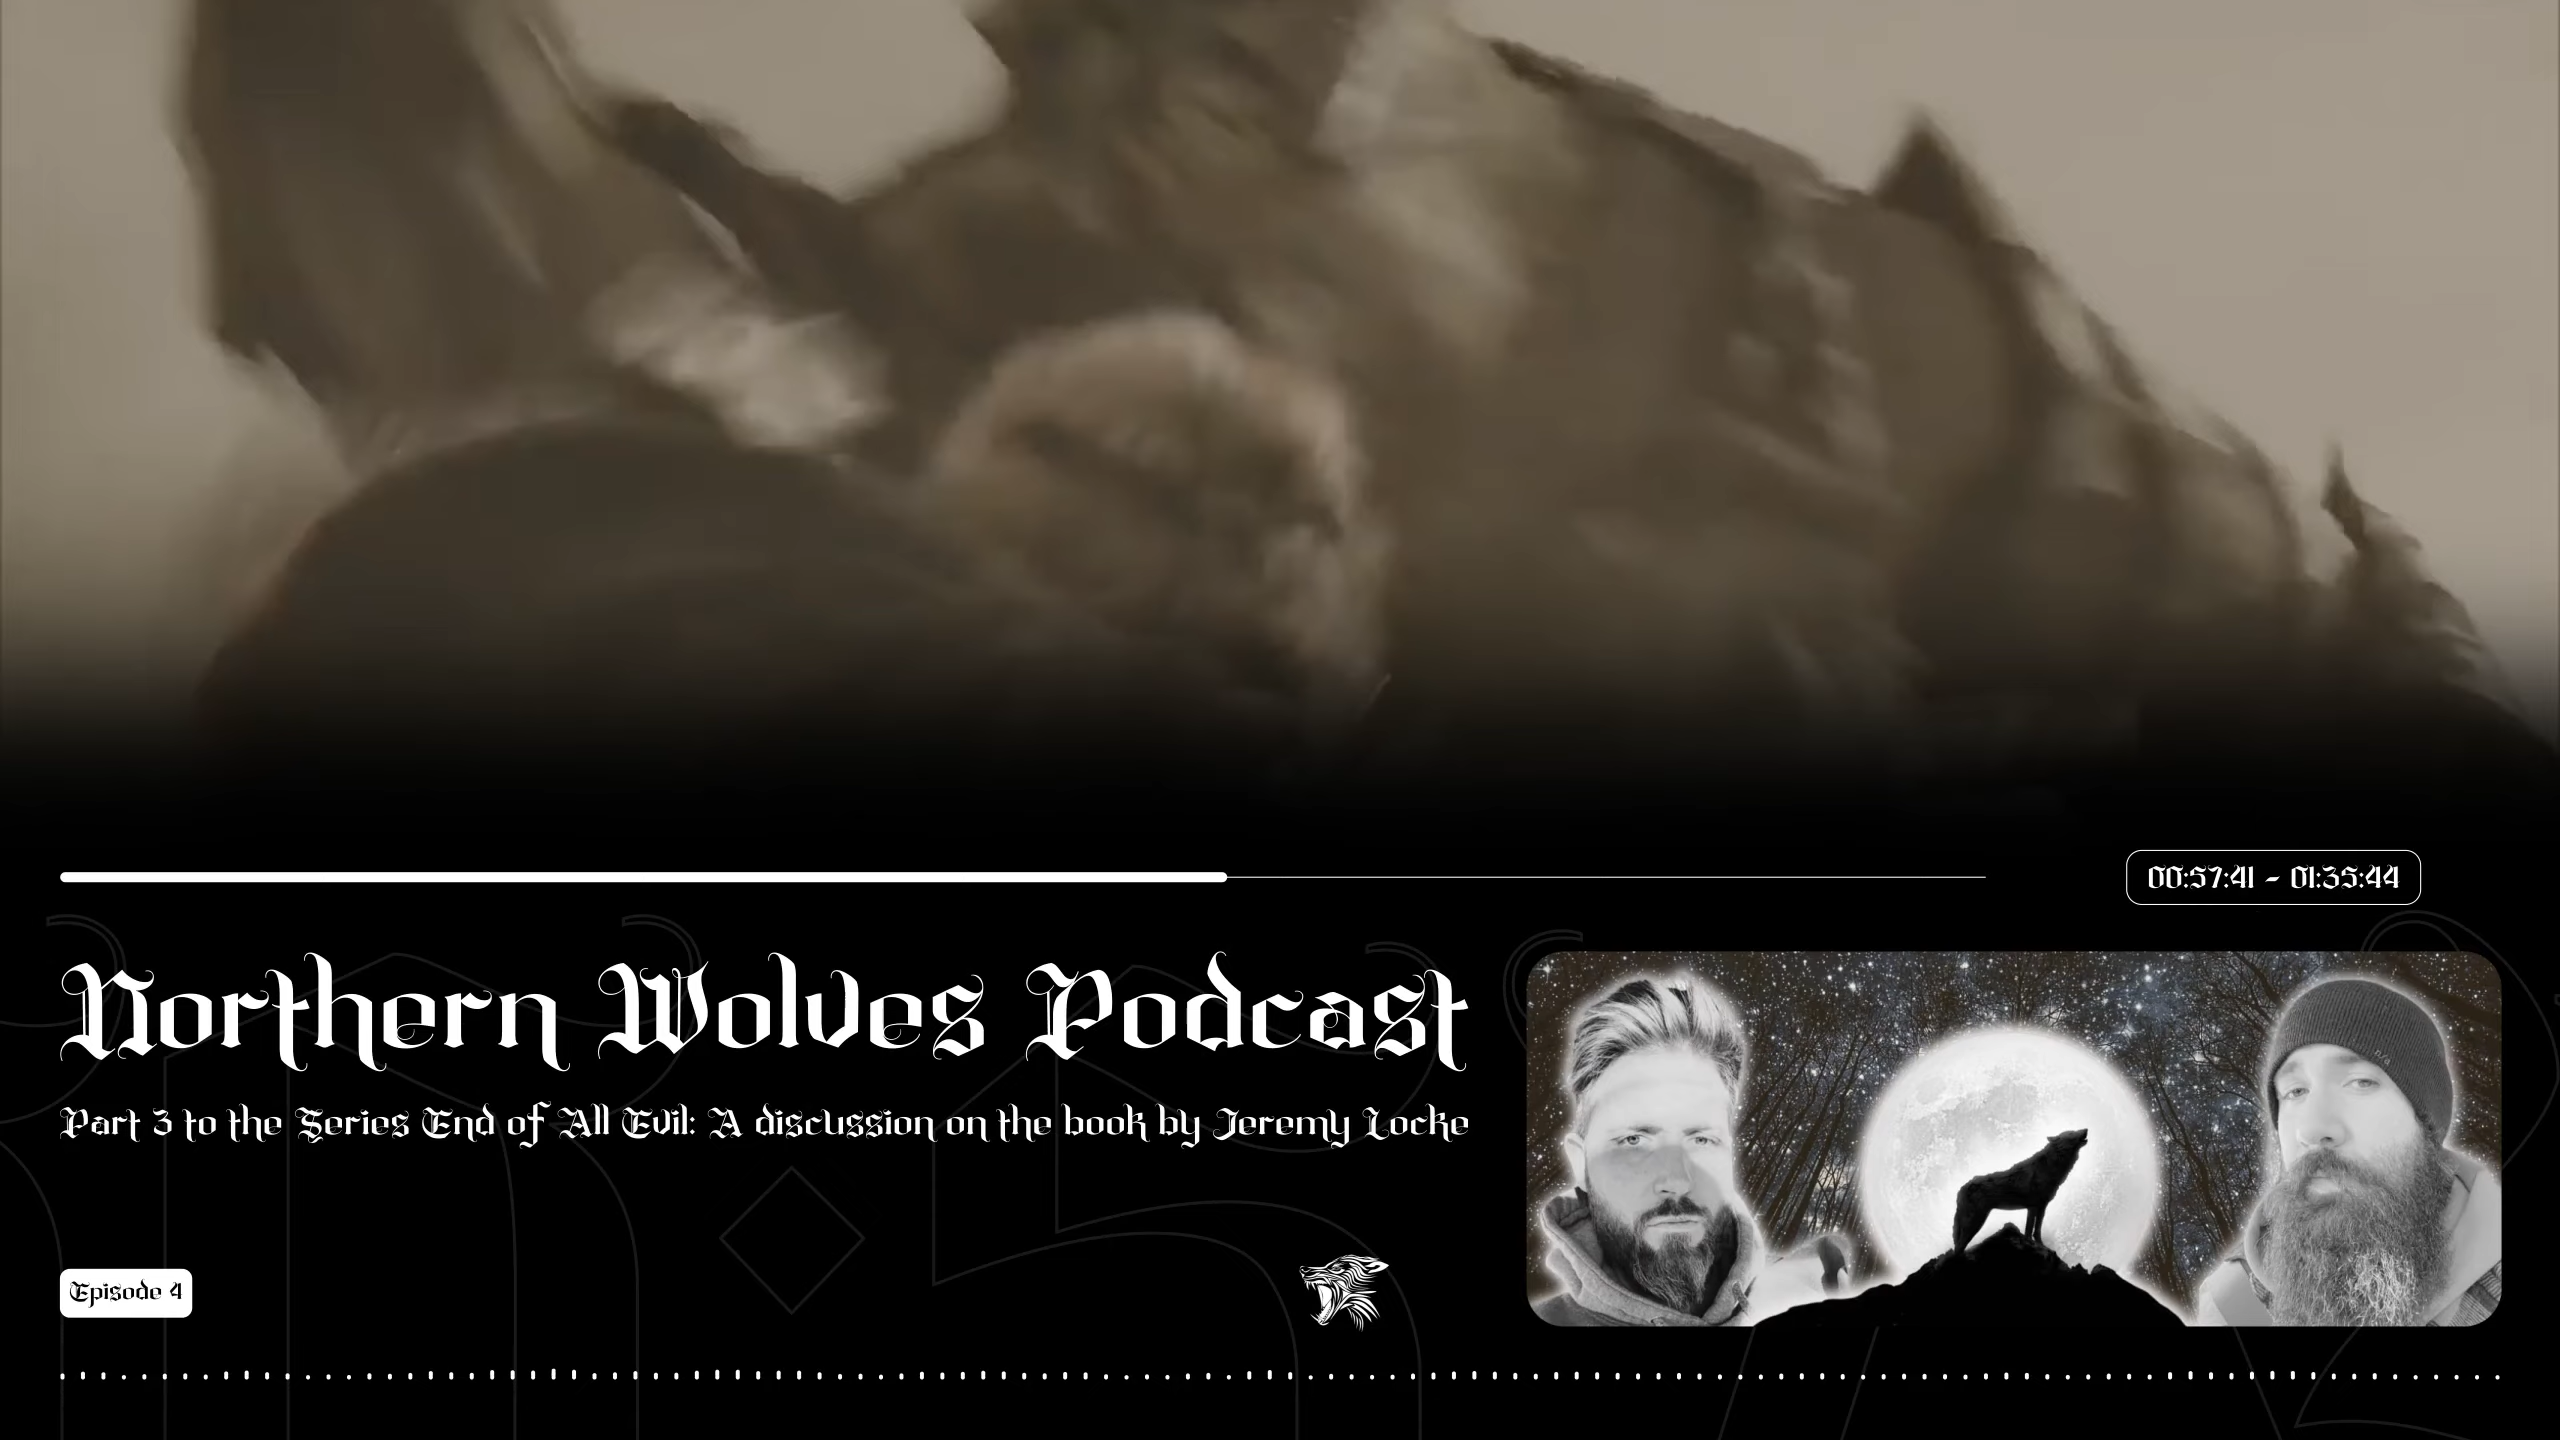 00:57:41 - 01:35:44
Northern Wolves Podcast
Part 3 to the Series End of All Evil: A discussion on the book by Jeremy Locke
Episode 4